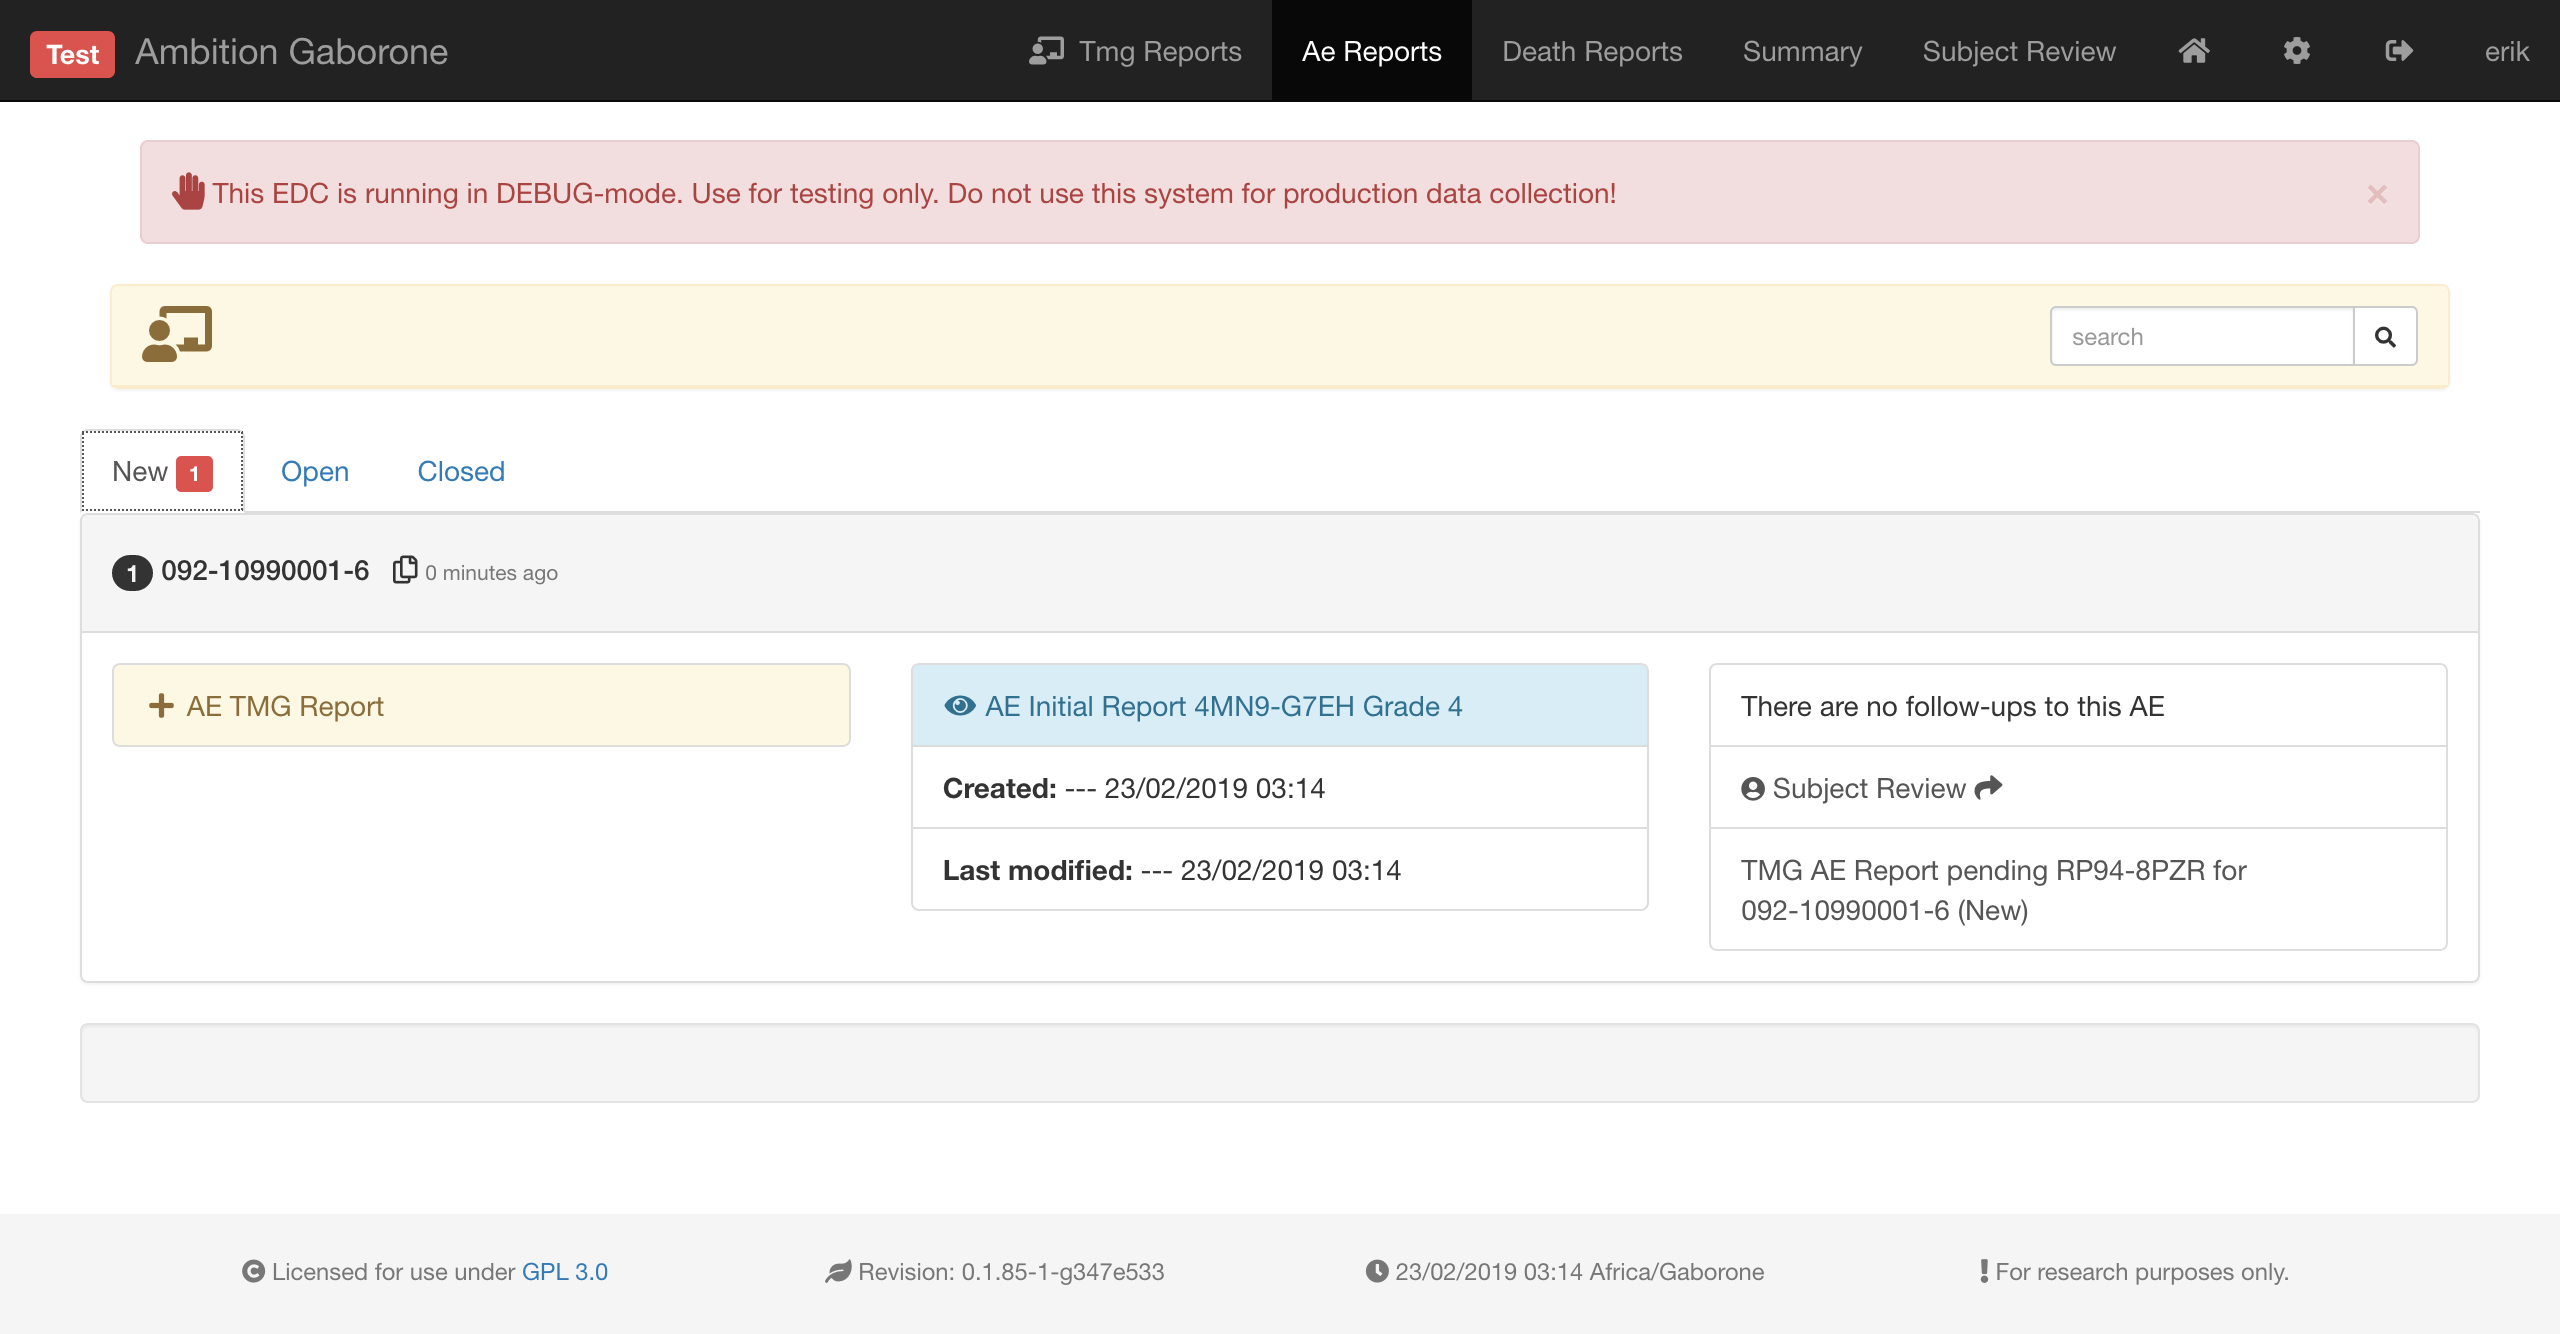 Test Ambition Gaborone Tmg Reports Ae Reports Death Reports Summary Subject Review erik
This EDC is running in DEBUG-mode. Use for testing only. Do not use this system for production data collection! ×
search
New 1 Open Closed
1 092-10990001-6 0 minutes ago
AE TMG Report
AE Initial Report 4MN9-G7EH Grade 4
Created: --- 23/02/2019 03:14
Last modified: --- 23/02/2019 03:14
There are no follow-ups to this AE
Subject Review
TMG AE Report pending RP94-8PZR for
092-10990001-6 (New)
Licensed for use under GPL 3.0 Revision: 0.1.85-1-g347e533 23/02/2019 03:14 Africa/Gaborone For research purposes only.